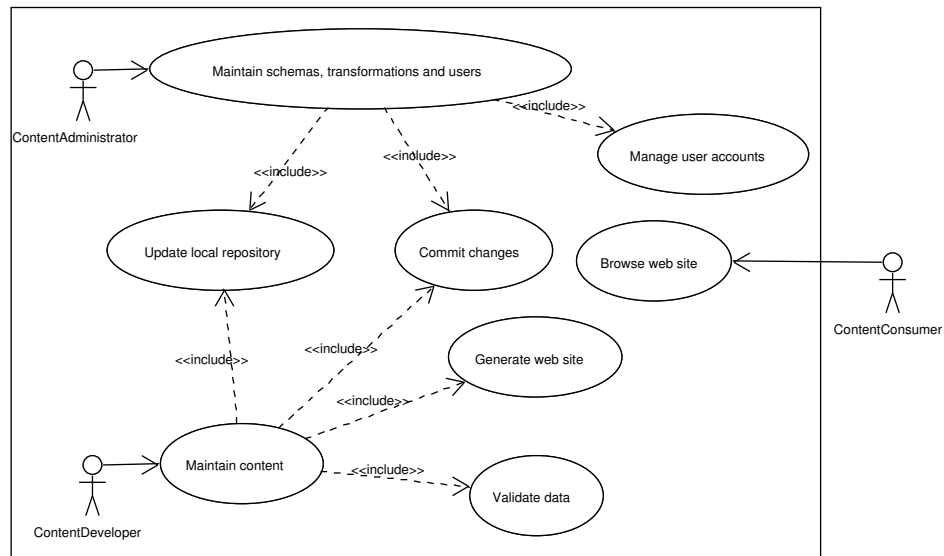 Maintain schemas, transformations and users
<<include>>
ContentAdministrator
Manage user accounts
<<include>>
<<include>>
Update local repository
Commit changes
Browse web site
ContentConsumer
<<include>>
<<include>>
Generate web site
<<include>>
Maintain content
<<include>>
Validate data
ContentDeveloper